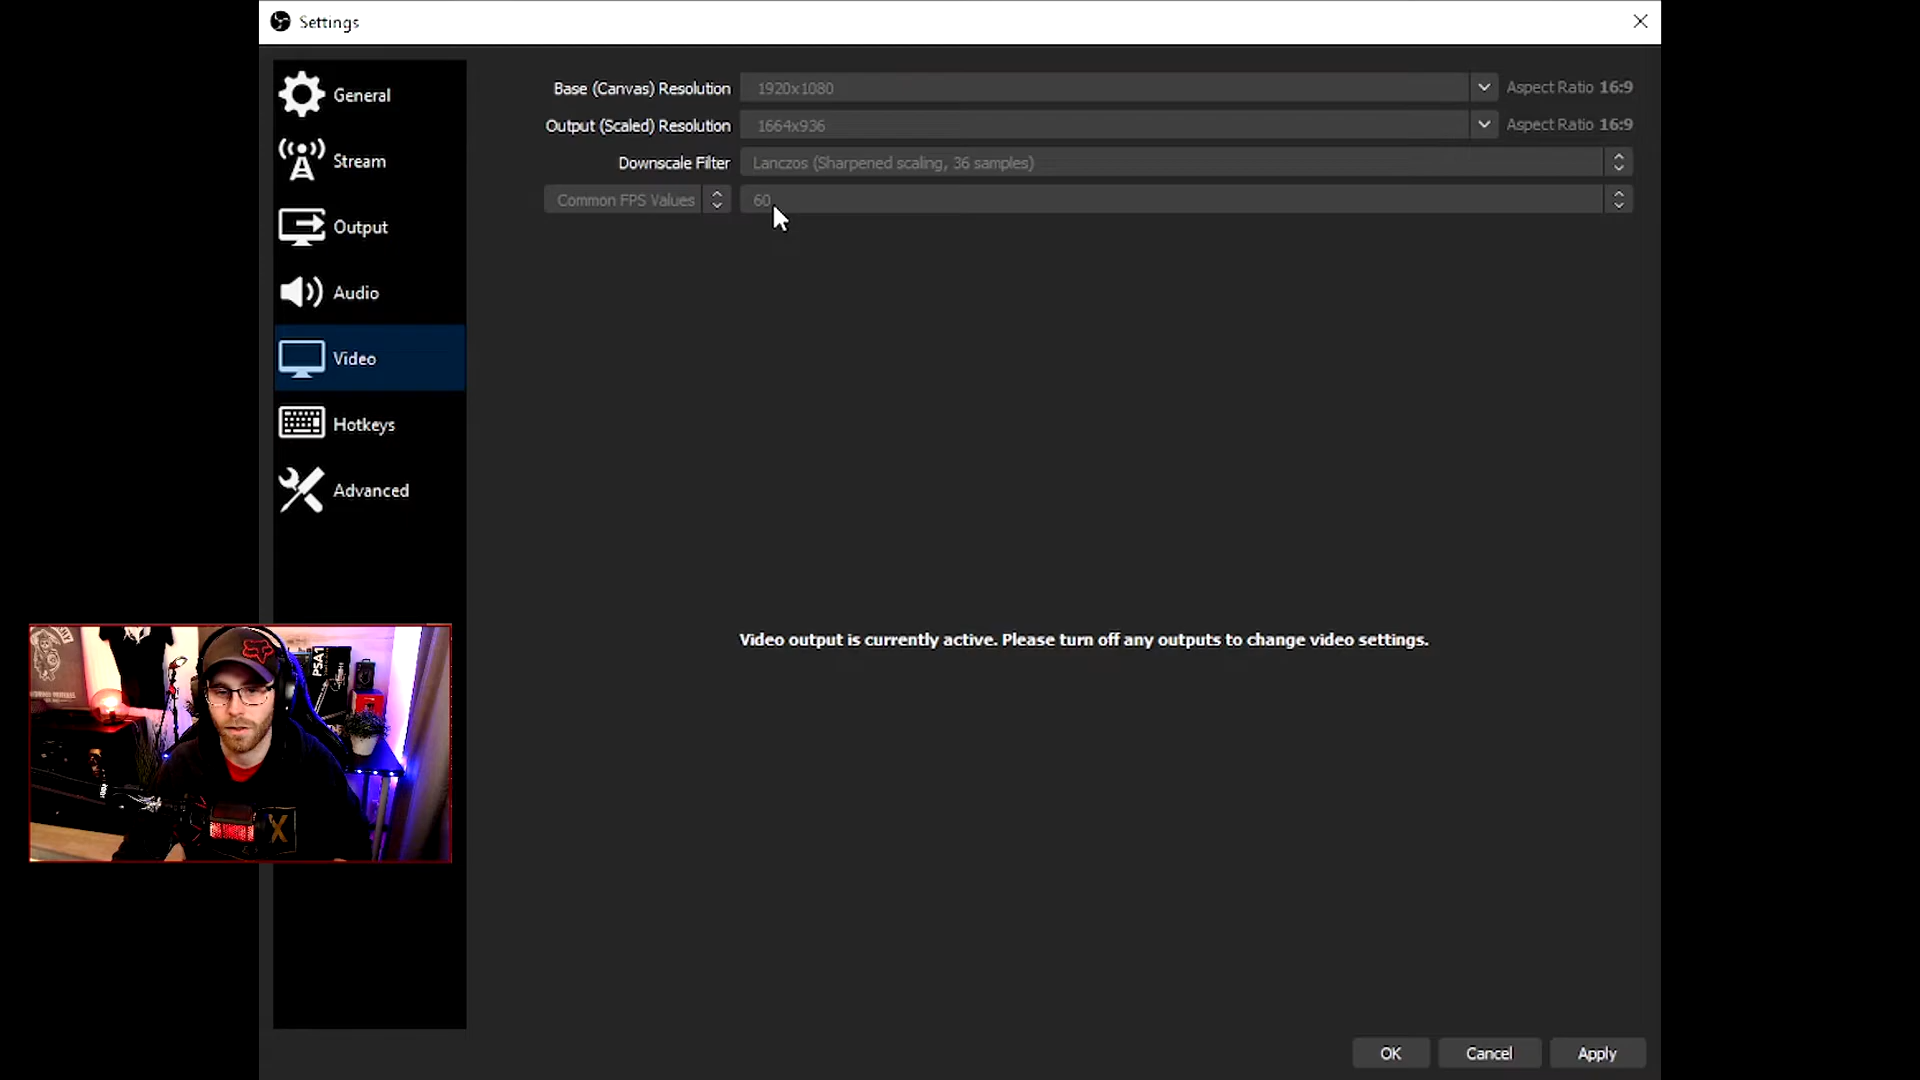 Settings
General
Stream
Output
Audio
Video
Hotkeys
Advanced
Base (Canvas) Resolution 1920x1080 Aspect Ratio 16:9
Output (Scaled) Resolution 1664x936 Aspect Ratio 16:9
Downscale Filter Lanczos (Sharpened scaling, 36 samples)
Common FPS Values 60
Video output is currently active. Please turn off any outputs to change video settings.
PSA1
X
OK Cancel Apply